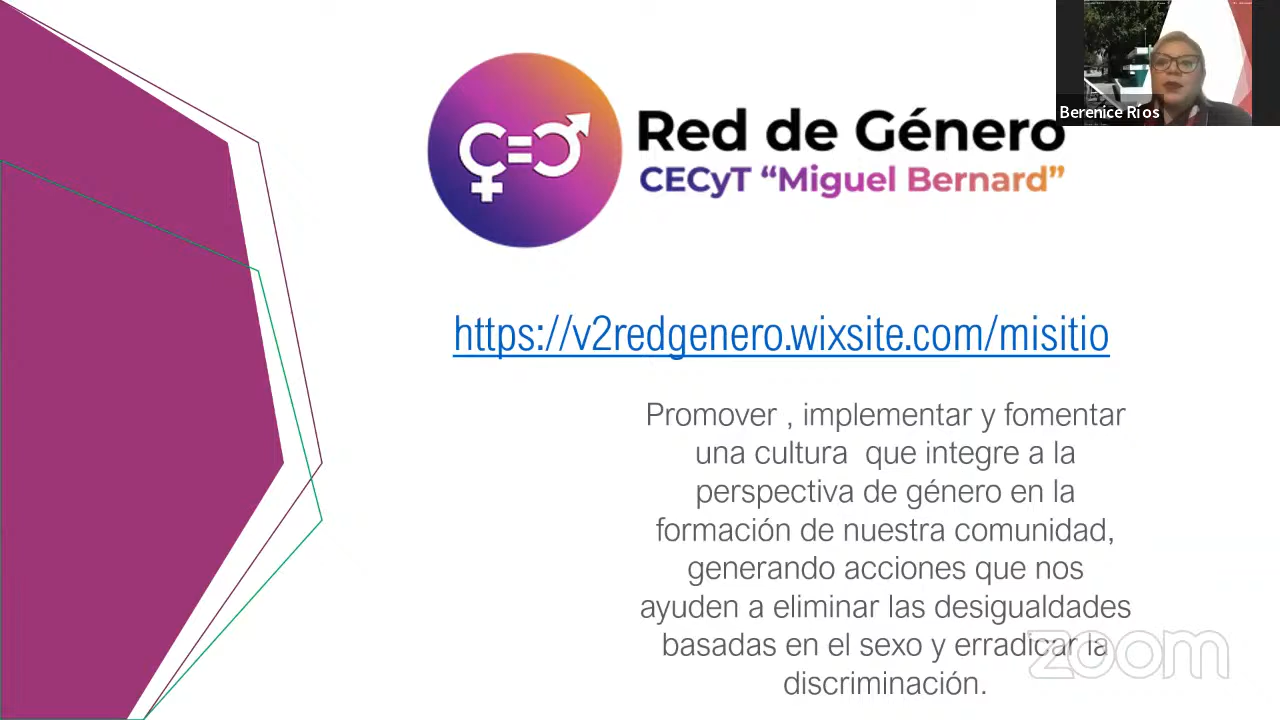 Red de Género
CECyT “Miguel Bernard”
Berenice Ríos
https://v2redgenero.wixsite.com/misitio
Promover , implementar y fomentar
una cultura que integre a la
perspectiva de género en la
formación de nuestra comunidad,
generando acciones que nos
ayuden a eliminar las desigualdades
basadas en el sexo y erradicar la
discriminación.
zoom